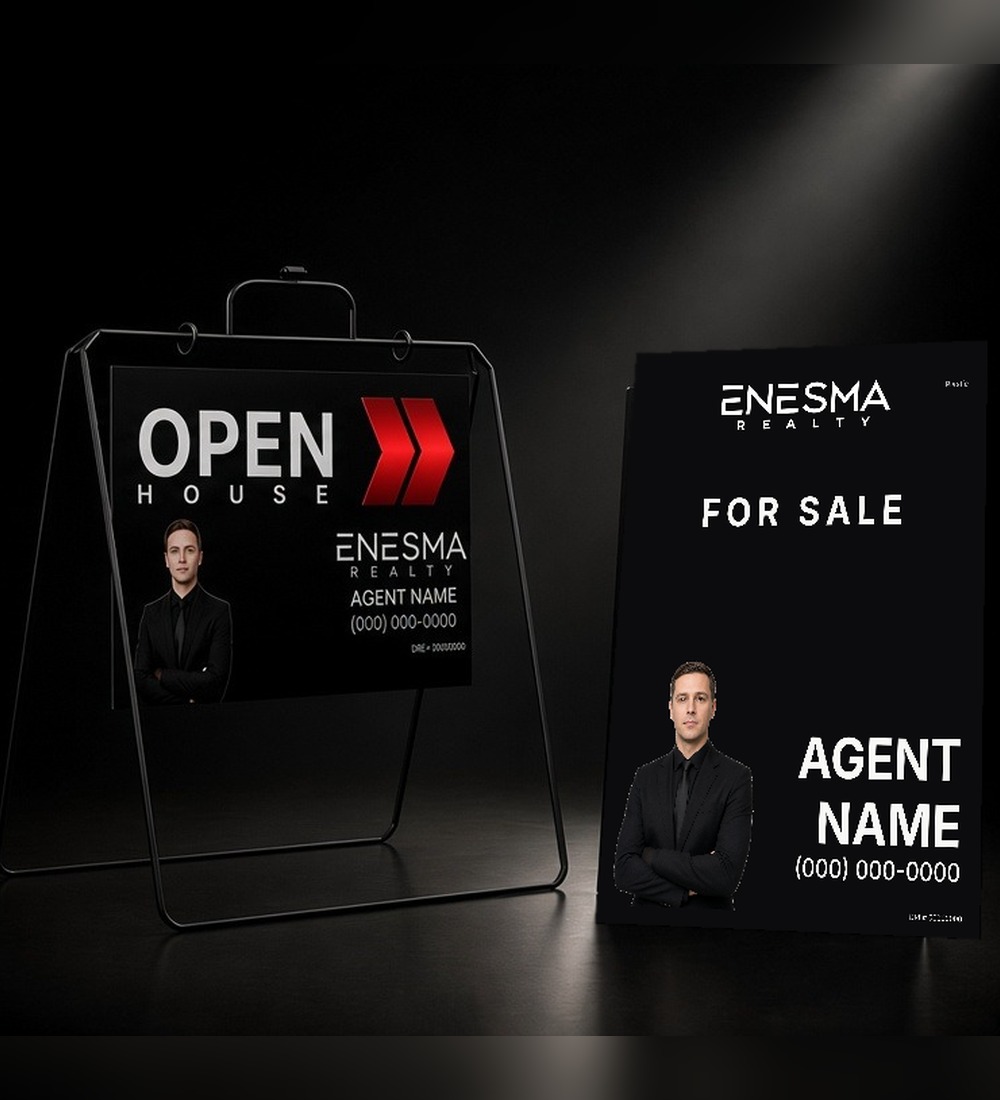 OPEN
HOUSE
ENESMA
REALTY
AGENT NAME
(000) 000-0000
ENESMA
REALTY
FOR SALE
AGENT
NAME
(000) 000-0000